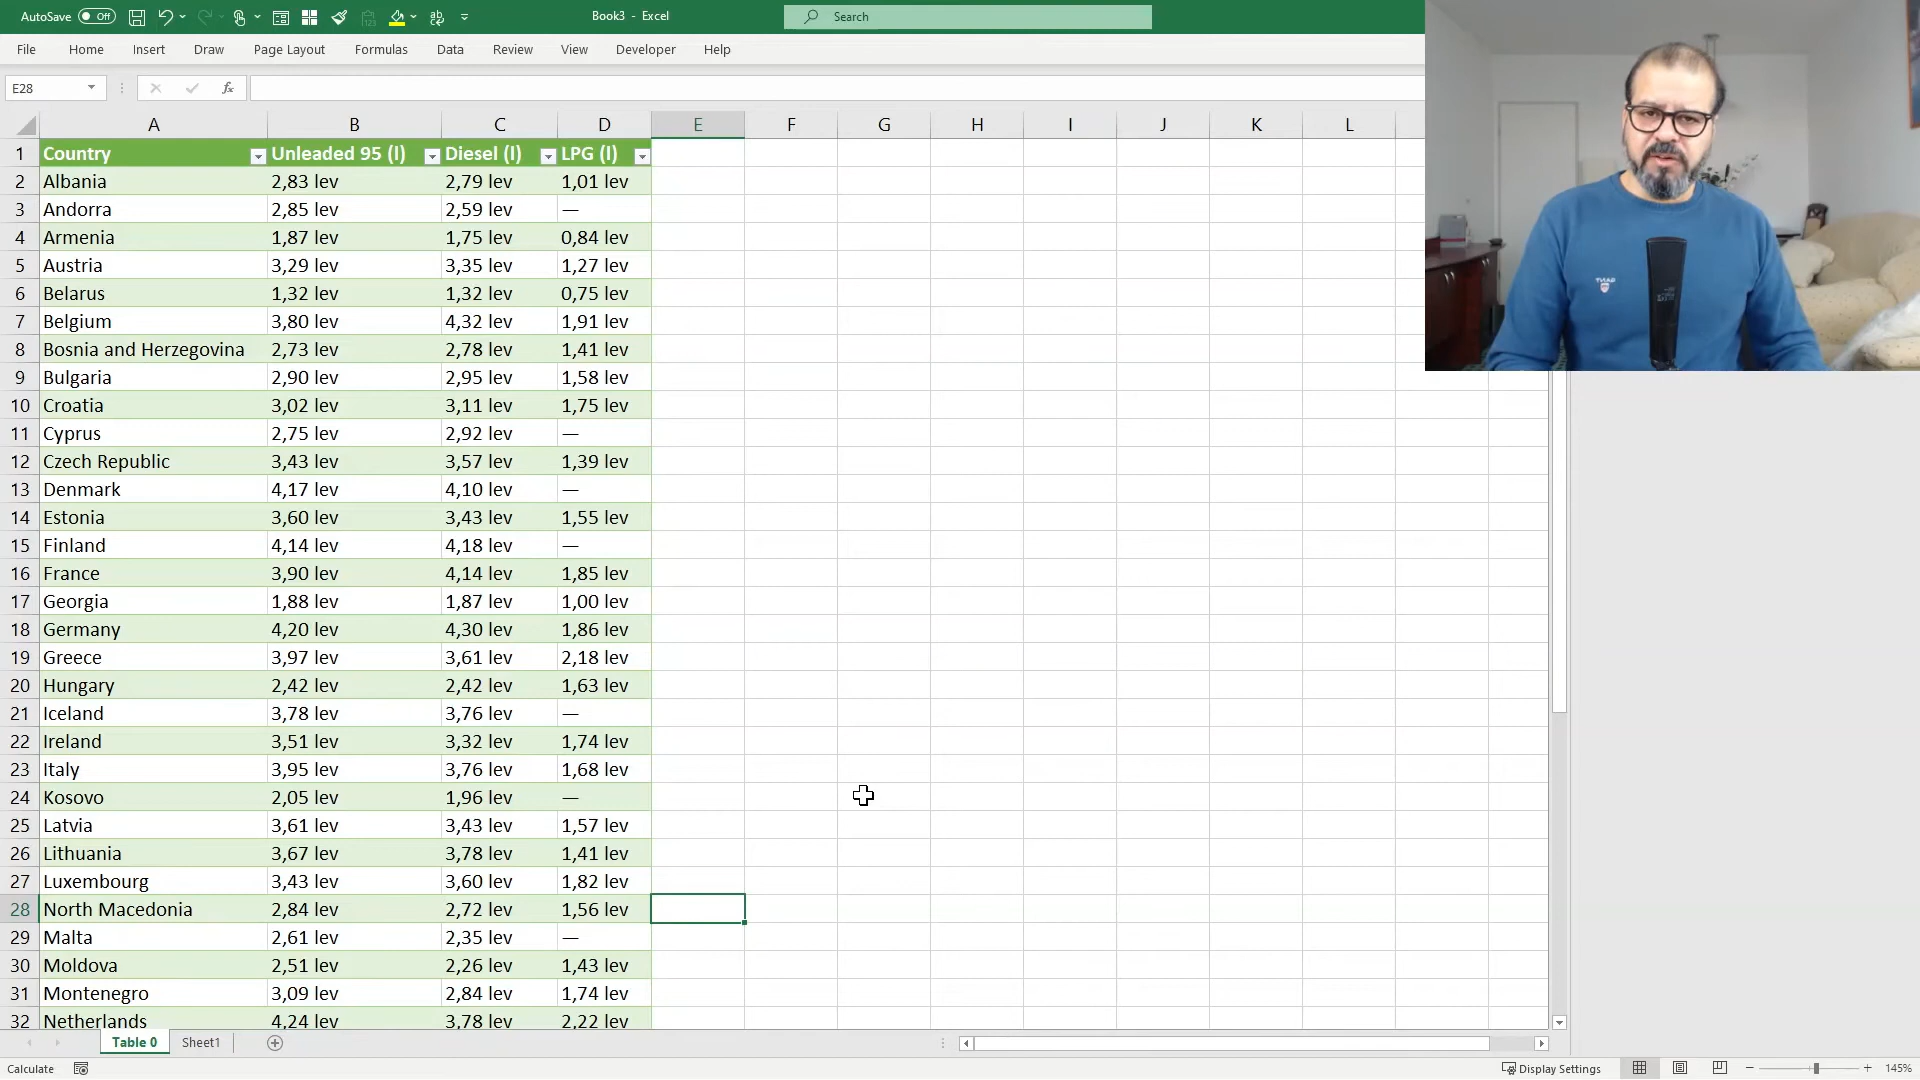 AutoSave Off Book3 - Excel Search
File Home Insert Draw Page Layout Formulas Data Review View Developer Help
E28 fx
A B C D E F G H I J K L
1 Country Unleaded 95 (l) Diesel (l) LPG (l)
2 Albania 2,83 lev 2,79 lev 1,01 lev
3 Andorra 2,85 lev 2,59 lev —
4 Armenia 1,87 lev 1,75 lev 0,84 lev
5 Austria 3,29 lev 3,35 lev 1,27 lev
6 Belarus 1,32 lev 1,32 lev 0,75 lev
7 Belgium 3,80 lev 4,32 lev 1,91 lev
8 Bosnia and Herzegovina 2,73 lev 2,78 lev 1,41 lev
9 Bulgaria 2,90 lev 2,95 lev 1,58 lev
10 Croatia 3,02 lev 3,11 lev 1,75 lev
11 Cyprus 2,75 lev 2,92 lev —
12 Czech Republic 3,43 lev 3,57 lev 1,39 lev
13 Denmark 4,17 lev 4,10 lev —
14 Estonia 3,60 lev 3,43 lev 1,55 lev
15 Finland 4,14 lev 4,18 lev —
16 France 3,90 lev 4,14 lev 1,85 lev
17 Georgia 1,88 lev 1,87 lev 1,00 lev
18 Germany 4,20 lev 4,30 lev 1,86 lev
19 Greece 3,97 lev 3,61 lev 2,18 lev
20 Hungary 2,42 lev 2,42 lev 1,63 lev
21 Iceland 3,78 lev 3,76 lev —
22 Ireland 3,51 lev 3,32 lev 1,74 lev
23 Italy 3,95 lev 3,76 lev 1,68 lev
24 Kosovo 2,05 lev 1,96 lev —
25 Latvia 3,61 lev 3,43 lev 1,57 lev
26 Lithuania 3,67 lev 3,78 lev 1,41 lev
27 Luxembourg 3,43 lev 3,60 lev 1,82 lev
28 North Macedonia 2,84 lev 2,72 lev 1,56 lev
29 Malta 2,61 lev 2,35 lev —
30 Moldova 2,51 lev 2,26 lev 1,43 lev
31 Montenegro 3,09 lev 2,84 lev 1,74 lev
32 Netherlands 4,24 lev 3,78 lev 2,22 lev
Table 0 Sheet1
Calculate Display Settings 145%